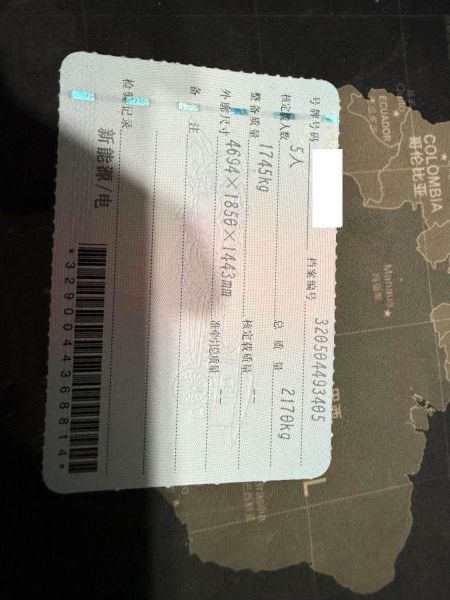 号牌号码
档案编号 320504493405
核定载人数 5人
总质量 2170kg
整备质量 1745kg
核定载质量 --
外廓尺寸 4694×1850×1443mm
准牵引总质量 --
备注
检验记录
新能源/电
*3290044368814*
ECUADOR
COLOMBIA
哥伦比亚
Manaus
巴西
L